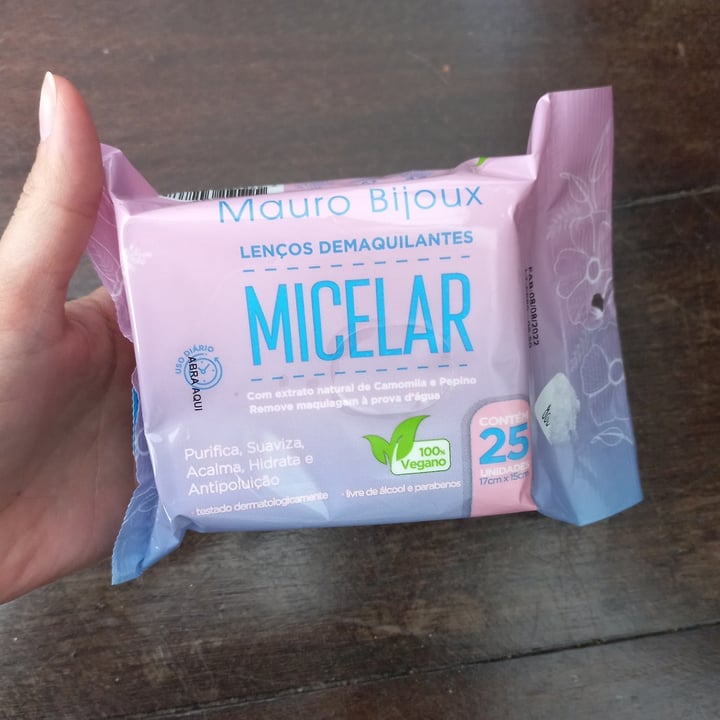 Mauro Bijoux
LENÇOS DEMAQUILANTES
MICELAR
USO DIÁRIO
ABRA AQUI
Com extrato natural de Camomila e Pepino
Remove maquiagem à prova d'água
Purifica, Suaviza,
Acalma, Hidrata e
Antipoluição
100%
Vegano
• testado dermatologicamente
• livre de álcool e parabenos
CONTÉM
25
UNIDADES
17cm x 15cm
FAB.08/08/2022